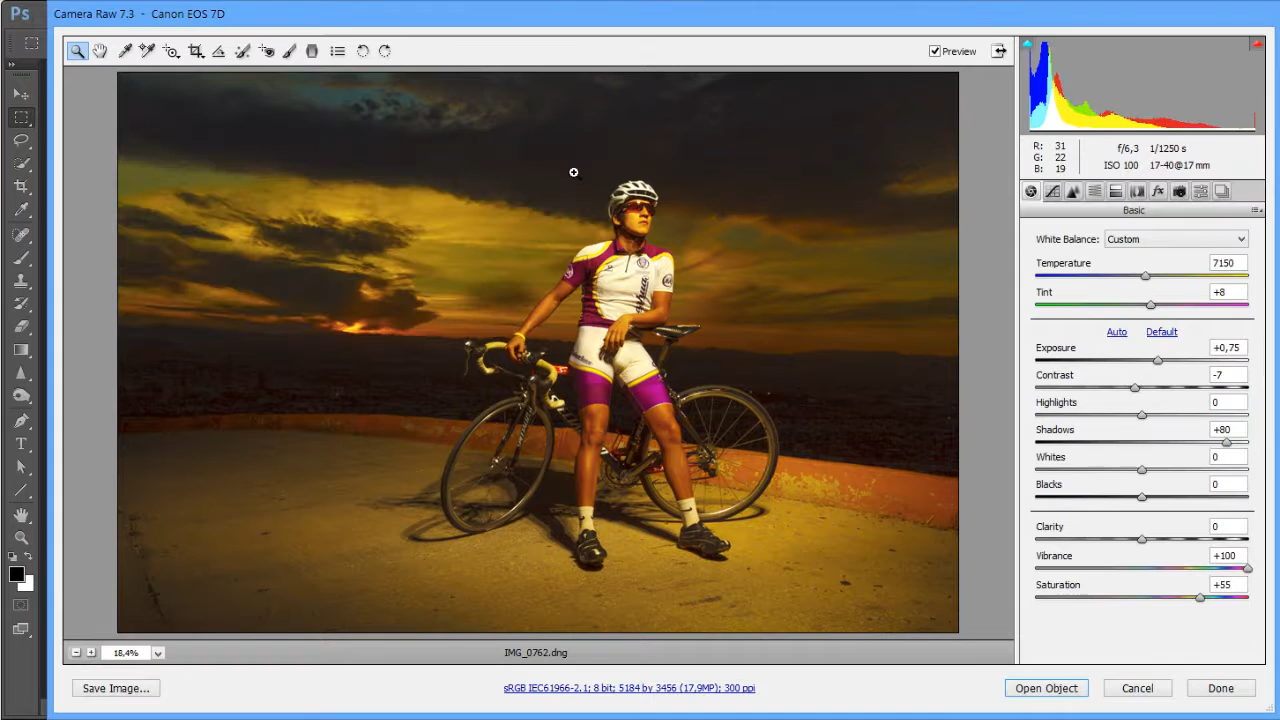 Ps
Camera Raw 7.3 - Canon EOS 7D
Preview
R: 31
G: 22
B: 19
f/6,3 1/1250 s
ISO 100 17-40@17 mm
fx
Basic
White Balance: Custom
Temperature 7150
Tint +8
Auto Default
Exposure +0,75
Contrast -7
Highlights 0
Shadows +80
Whites 0
Blacks 0
Clarity 0
Vibrance +100
Saturation +55
T
18,4%
IMG_0762.dng
Save Image...
sRGB IEC61966-2.1; 8 bit; 5184 by 3456 (17,9MP); 300 ppi
Open Object
Cancel
Done